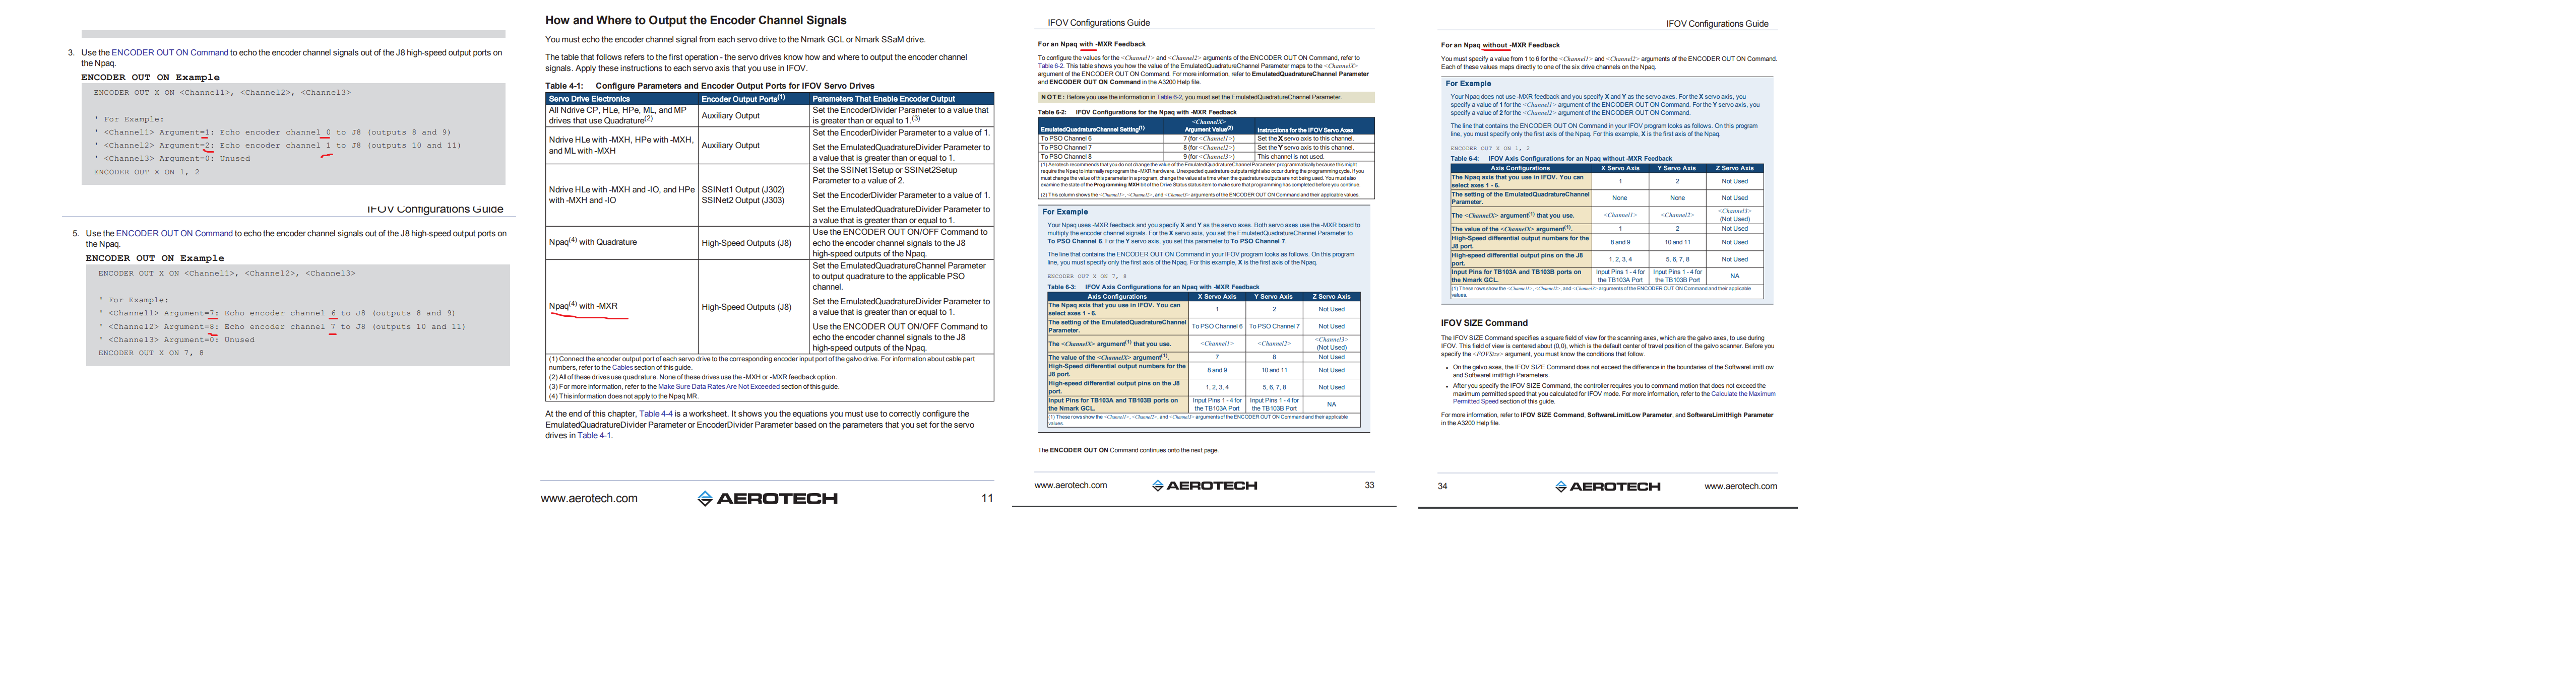 3. Use the ENCODER OUT ON Command to echo the encoder channel signals out of the J8 high-speed output ports on
the Npaq.
ENCODER OUT ON Example
ENCODER OUT X ON <Channel1>, <Channel2>, <Channel3>
' For Example:
' <Channel1> Argument=1: Echo encoder channel 0 to J8 (outputs 8 and 9)
' <Channel2> Argument=2: Echo encoder channel 1 to J8 (outputs 10 and 11)
' <Channel3> Argument=0: Unused
ENCODER OUT ON 1, 2
IFOV Configurations Guide
5. Use the ENCODER OUT ON Command to echo the encoder channel signals out of the J8 high-speed output ports on
the Npaq.
ENCODER OUT ON Example
ENCODER OUT X ON <Channel1>, <Channel2>, <Channel3>
' For Example:
' <Channel1> Argument=7: Echo encoder channel 6 to J8 (outputs 8 and 9)
' <Channel2> Argument=8: Echo encoder channel 7 to J8 (outputs 10 and 11)
' <Channel3> Argument=0: Unused
ENCODER OUT ON 7, 8
How and Where to Output the Encoder Channel Signals
You must echo the encoder channel signal from each servo drive to the Nmark GCL or Nmark SSaM drive.
The table that follows refers to the first operation - the servo drives know how and where to output the encoder channel
signals. Apply these instructions to each servo axis that you use in IFOV.
Table 4-1: Configure Parameters and Encoder Output Ports for IFOV Servo Drives
Servo Drive Electronics Encoder Output Ports(1) Parameters That Enable Encoder Output
All Ndrive CP, HLe, HPe, ML, and MP
drives that use Quadrature(2)
Auxiliary Output
Set the EncoderDivider Parameter to a value that
is greater than or equal to 1.(3)
Ndrive HLe with -MXH, HPe with -MXH,
and ML with -MXH
Auxiliary Output
Set the EncoderDivider Parameter to a value of 1.
Set the EmulatedQuadratureDivider Parameter to
a value that is greater than or equal to 1.
Ndrive HLe with -MXH and -IO, and HPe
with -MXH and -IO
SSINet1 Output (J302)
SSINet2 Output (J303)
Set the SSINet1Setup or SSINet2Setup
Parameter to a value of 2.
Set the EncoderDivider Parameter to a value of 1.
Set the EmulatedQuadratureDivider Parameter to
a value that is greater than or equal to 1.
Npaq(4) with Quadrature
High-Speed Outputs (J8)
Use the ENCODER OUT ON/OFF Command to
echo the encoder channel signals to the J8
high-speed outputs of the Npaq.
Npaq(4) with -MXR
High-Speed Outputs (J8)
Set the EmulatedQuadratureChannel Parameter
to output quadrature to the applicable PSO
channel.
Set the EmulatedQuadratureDivider Parameter to
a value that is greater than or equal to 1.
Use the ENCODER OUT ON/OFF Command to
echo the encoder channel signals to the J8
high-speed outputs of the Npaq.
(1) Connect the encoder output port of each servo drive to the corresponding encoder input port of the galvo drive. For information about cable part
numbers, refer to the Cables section of this guide.
(2) All of these drives use quadrature. None of these drives use the -MXH or -MXR feedback option.
(3) For more information, refer to the Make Sure Data Rates Are Not Exceeded section of this guide.
(4) This information does not apply to the Npaq MR.
At the end of this chapter, Table 4-4 is a worksheet. It shows you the equations you must use to correctly configure the
EmulatedQuadratureDivider Parameter or EncoderDivider Parameter based on the parameters that you set for the servo
drives in Table 4-1.
www.aerotech.com AEROTECH 11
IFOV Configurations Guide
For an Npaq with -MXR Feedback
To configure the values for the <Channel1> and <Channel2> arguments of the ENCODER OUT ON Command, refer to
Table 6-2. This table shows you how the value of the EmulatedQuadratureChannel Parameter maps to the <ChannelX>
argument of the ENCODER OUT ON Command. For more information, refer to EmulatedQuadratureChannel Parameter
and ENCODER OUT ON Command in the A3200 Help file.
NOTE: Before you use the information in Table 6-2, you must set the EmulatedQuadratureChannel Parameter.
Table 6-2: IFOV Configurations for the Npaq with -MXR Feedback
EmulatedQuadratureChannel Setting(1) <ChannelX> Argument Value(2) Instructions for the IFOV Servo Axes
To PSO Channel 6 7 (for <Channel1>) Set the X servo axis to this channel.
To PSO Channel 7 8 (for <Channel2>) Set the Y servo axis to this channel.
To PSO Channel 8 9 (for <Channel3>) This channel is not used.
(1) Aerotech recommends that you do not change the value of the EmulatedQuadratureChannel Parameter programmatically because this might
require the Npaq to internally reprogram the -MXR hardware. Unexpected quadrature outputs might also occur during the programming cycle. If you
must change the value of this parameter in a program, change the value at a time when the quadrature outputs are not being used. You must also
examine the state of the Programming MXH bit of the Drive Status status item to make sure that programming has completed before you continue.
(2) This column shows the <Channel1>, <Channel2>, and <Channel3> arguments of the ENCODER OUT ON Command and their applicable values.
For Example
Your Npaq uses -MXR feedback and you specify X and Y as the servo axes. Both servo axes use the -MXR board to
multiply the encoder channel signals. For the X servo axis, you set the EmulatedQuadratureChannel Parameter to
To PSO Channel 6. For the Y servo axis, you set this parameter to To PSO Channel 7.
The line that contains the ENCODER OUT ON Command in your IFOV program looks as follows. On this program
line, you must specify only the first axis of the Npaq. For this example, X is the first axis of the Npaq.
ENCODER OUT X ON 7, 8
Table 6-3: IFOV Axis Configurations for an Npaq with -MXR Feedback
Axis Configurations X Servo Axis Y Servo Axis Z Servo Axis
The Npaq axis that you use in IFOV. You can
select axes 1 - 6.
1 2 Not Used
The setting of the EmulatedQuadratureChannel
Parameter.
To PSO Channel 6 To PSO Channel 7 Not Used
The <ChannelX> argument(1) that you use. <Channel1> <Channel2> <Channel3> (Not Used)
The value of the <ChannelX> argument(1). 7 8 Not Used
High-Speed differential output numbers for the
J8 port.
8 and 9 10 and 11 Not Used
High-speed differential output pins on the J8
port.
1, 2, 3, 4 5, 6, 7, 8 Not Used
Input Pins for TB103A and TB103B ports on
the Nmark GCL.
Input Pins 1 - 4 for the TB103A Port Input Pins 1 - 4 for the TB103B Port NA
(1) These rows show the <Channel1>, <Channel2>, and <Channel3> arguments of the ENCODER OUT ON Command and their applicable
values.
The ENCODER OUT ON Command continues onto the next page.
www.aerotech.com AEROTECH 33
IFOV Configurations Guide
For an Npaq without -MXR Feedback
You must specify a value from 1 to 6 for the <Channel1> and <Channel2> arguments of the ENCODER OUT ON Command.
Each of these values maps directly to one of the six drive channels on the Npaq.
For Example
Your Npaq does not use -MXR feedback and you specify X and Y as the servo axes. For the X servo axis, you
specify a value of 1 for the <Channel1> argument of the ENCODER OUT ON Command. For the Y servo axis, you
specify a value of 2 for the <Channel2> argument of the ENCODER OUT ON Command.
The line that contains the ENCODER OUT ON Command in your IFOV program looks as follows. On this program
line, you must specify only the first axis of the Npaq. For this example, X is the first axis of the Npaq.
ENCODER OUT X ON 1, 2
Table 6-4: IFOV Axis Configurations for an Npaq without -MXR Feedback
Axis Configurations X Servo Axis Y Servo Axis Z Servo Axis
The Npaq axis that you use in IFOV. You can
select axes 1 - 6.
1 2 Not Used
The setting of the EmulatedQuadratureChannel
Parameter.
None None Not Used
The <ChannelX> argument(1) that you use. <Channel1> <Channel2> <Channel3> (Not Used)
The value of the <ChannelX> argument(1). 1 2 Not Used
High-Speed differential output numbers for the
J8 port.
8 and 9 10 and 11 Not Used
High-speed differential output pins on the J8
port.
1, 2, 3, 4 5, 6, 7, 8 Not Used
Input Pins for TB103A and TB103B ports on
the Nmark GCL.
Input Pins 1 - 4 for the TB103A Port Input Pins 1 - 4 for the TB103B Port NA
(1) These rows show the <Channel1>, <Channel2>, and <Channel3> arguments of the ENCODER OUT ON Command and their applicable
values.
IFOV SIZE Command
The IFOV SIZE Command specifies a square field of view for the scanning axes, which are the galvo axes, to use during
IFOV. This field of view is centered about (0,0), which is the default center of travel position of the galvo scanner. Before you
specify the <FOVSize> argument, you must know the conditions that follow.
• On the galvo axes, the IFOV SIZE Command does not exceed the difference in the boundaries of the SoftwareLimitLow
and SoftwareLimitHigh Parameters.
• After you specify the IFOV SIZE Command, the controller requires you to command motion that does not exceed the
maximum permitted speed that you calculated for IFOV mode. For more information, refer to the Calculate the Maximum
Permitted Speed section of this guide.
For more information, refer to IFOV SIZE Command, SoftwareLimitLow Parameter, and SoftwareLimitHigh Parameter
in the A3200 Help file.
34 AEROTECH www.aerotech.com